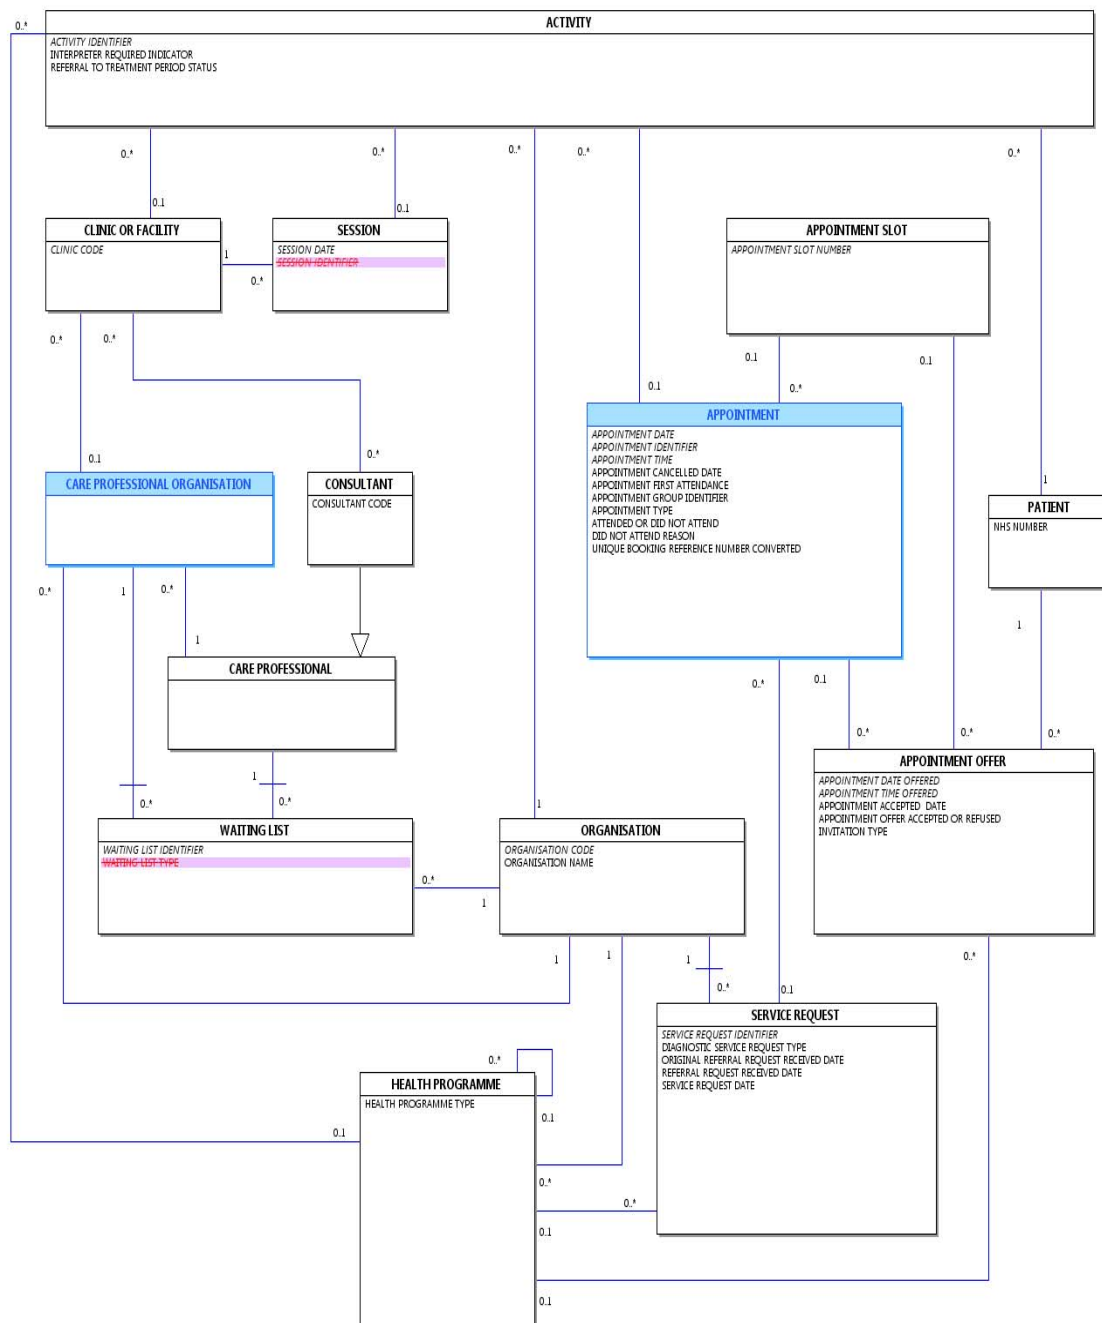 ACTIVITY
0..*
ACTIVITY IDENTIFIER
INTERPRETER REQUIRED INDICATOR
REFERRAL TO TREATMENT PERIOD STATUS
0..* 0..* 0..* 0..* 0..*
0..1 0..1
CLINIC OR FACILITY
CLINIC CODE
1
0..*
SESSION
SESSION DATE
SESSION IDENTIFIER
APPOINTMENT SLOT
APPOINTMENT SLOT NUMBER
0..* 0..*
0..1 0..1
0..1 0..*
APPOINTMENT
APPOINTMENT DATE
APPOINTMENT IDENTIFIER
APPOINTMENT TIME
APPOINTMENT CANCELLED DATE
APPOINTMENT FIRST ATTENDANCE
APPOINTMENT GROUP IDENTIFIER
APPOINTMENT TYPE
ATTENDED OR DID NOT ATTEND
DID NOT ATTEND REASON
UNIQUE BOOKING REFERENCE NUMBER CONVERTED
0..1 0..*
CARE PROFESSIONAL ORGANISATION
CONSULTANT
CONSULTANT CODE
1
PATIENT
NHS NUMBER
0..* 1 0..*
1
1
CARE PROFESSIONAL
0..* 0..1
0..* 0..* 0..*
APPOINTMENT OFFER
APPOINTMENT DATE OFFERED
APPOINTMENT TIME OFFERED
APPOINTMENT ACCEPTED DATE
APPOINTMENT OFFER ACCEPTED OR REFUSED
INVITATION TYPE
1
0..* 0..* 1
WAITING LIST
WAITING LIST IDENTIFIER
WAITING LIST TYPE
ORGANISATION
ORGANISATION CODE
ORGANISATION NAME
0..*
1
1 1 1 0..*
0..* 0..1
SERVICE REQUEST
SERVICE REQUEST IDENTIFIER
DIAGNOSTIC SERVICE REQUEST TYPE
ORIGINAL REFERRAL REQUEST RECEIVED DATE
REFERRAL REQUEST RECEIVED DATE
SERVICE REQUEST DATE
0..*
HEALTH PROGRAMME
HEALTH PROGRAMME TYPE
0..1
0..1
0..*
0..*
0..1
0..1